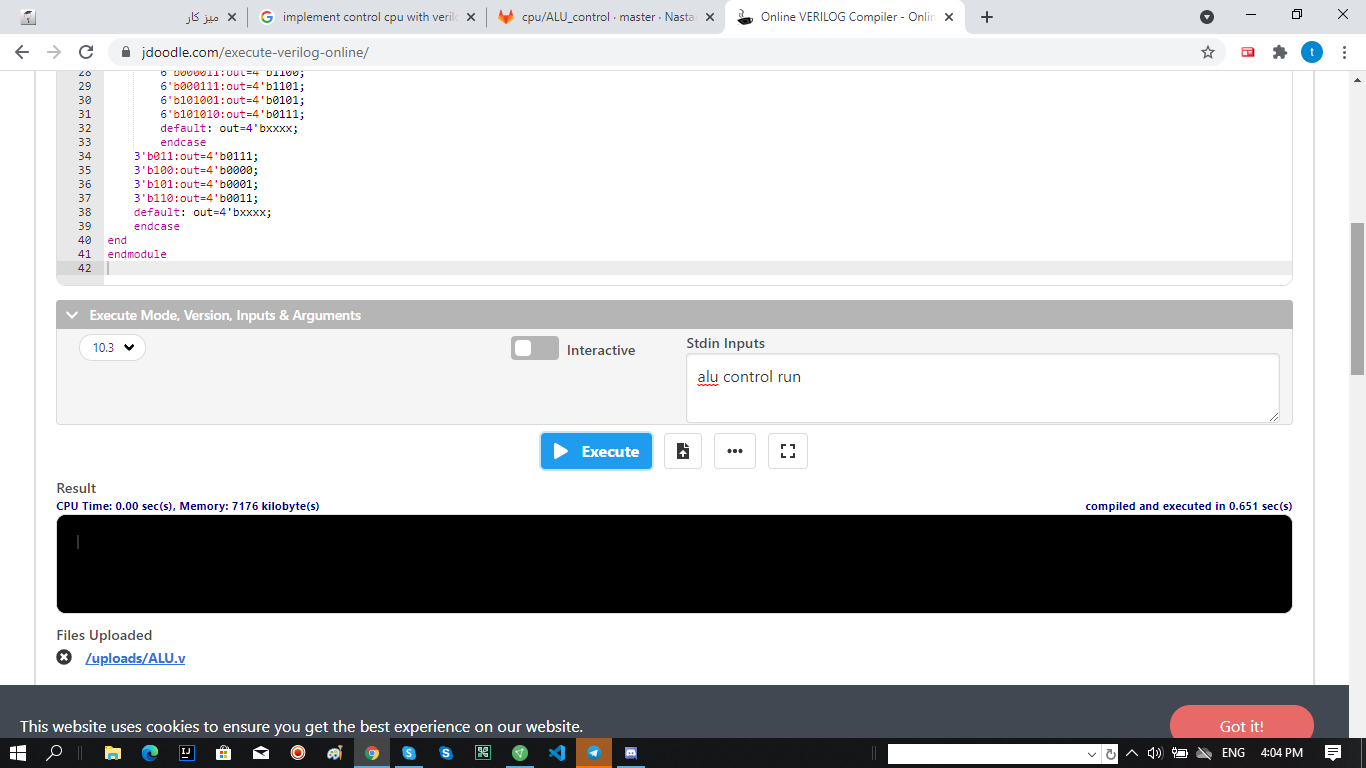 میز کار
implement control cpu with veril
cpu/ALU_control · master · Nasta
Online VERILOG Compiler - Onlin
jdoodle.com/execute-verilog-online/
t
28 6'b000011:out=4'b1100;
29 6'b000111:out=4'b1101;
30 6'b101001:out=4'b0101;
31 6'b101010:out=4'b0111;
32 default: out=4'bxxxx;
33 endcase
34 3'b011:out=4'b0111;
35 3'b100:out=4'b0000;
36 3'b101:out=4'b0001;
37 3'b110:out=4'b0011;
38 default: out=4'bxxxx;
39 endcase
40 end
41 endmodule
42
Execute Mode, Version, Inputs & Arguments
10.3
Interactive
Stdin Inputs
alu control run
Execute
Result
CPU Time: 0.00 sec(s), Memory: 7176 kilobyte(s)
compiled and executed in 0.651 sec(s)
Files Uploaded
/uploads/ALU.v
This website uses cookies to ensure you get the best experience on our website.
Got it!
ENG
4:04 PM